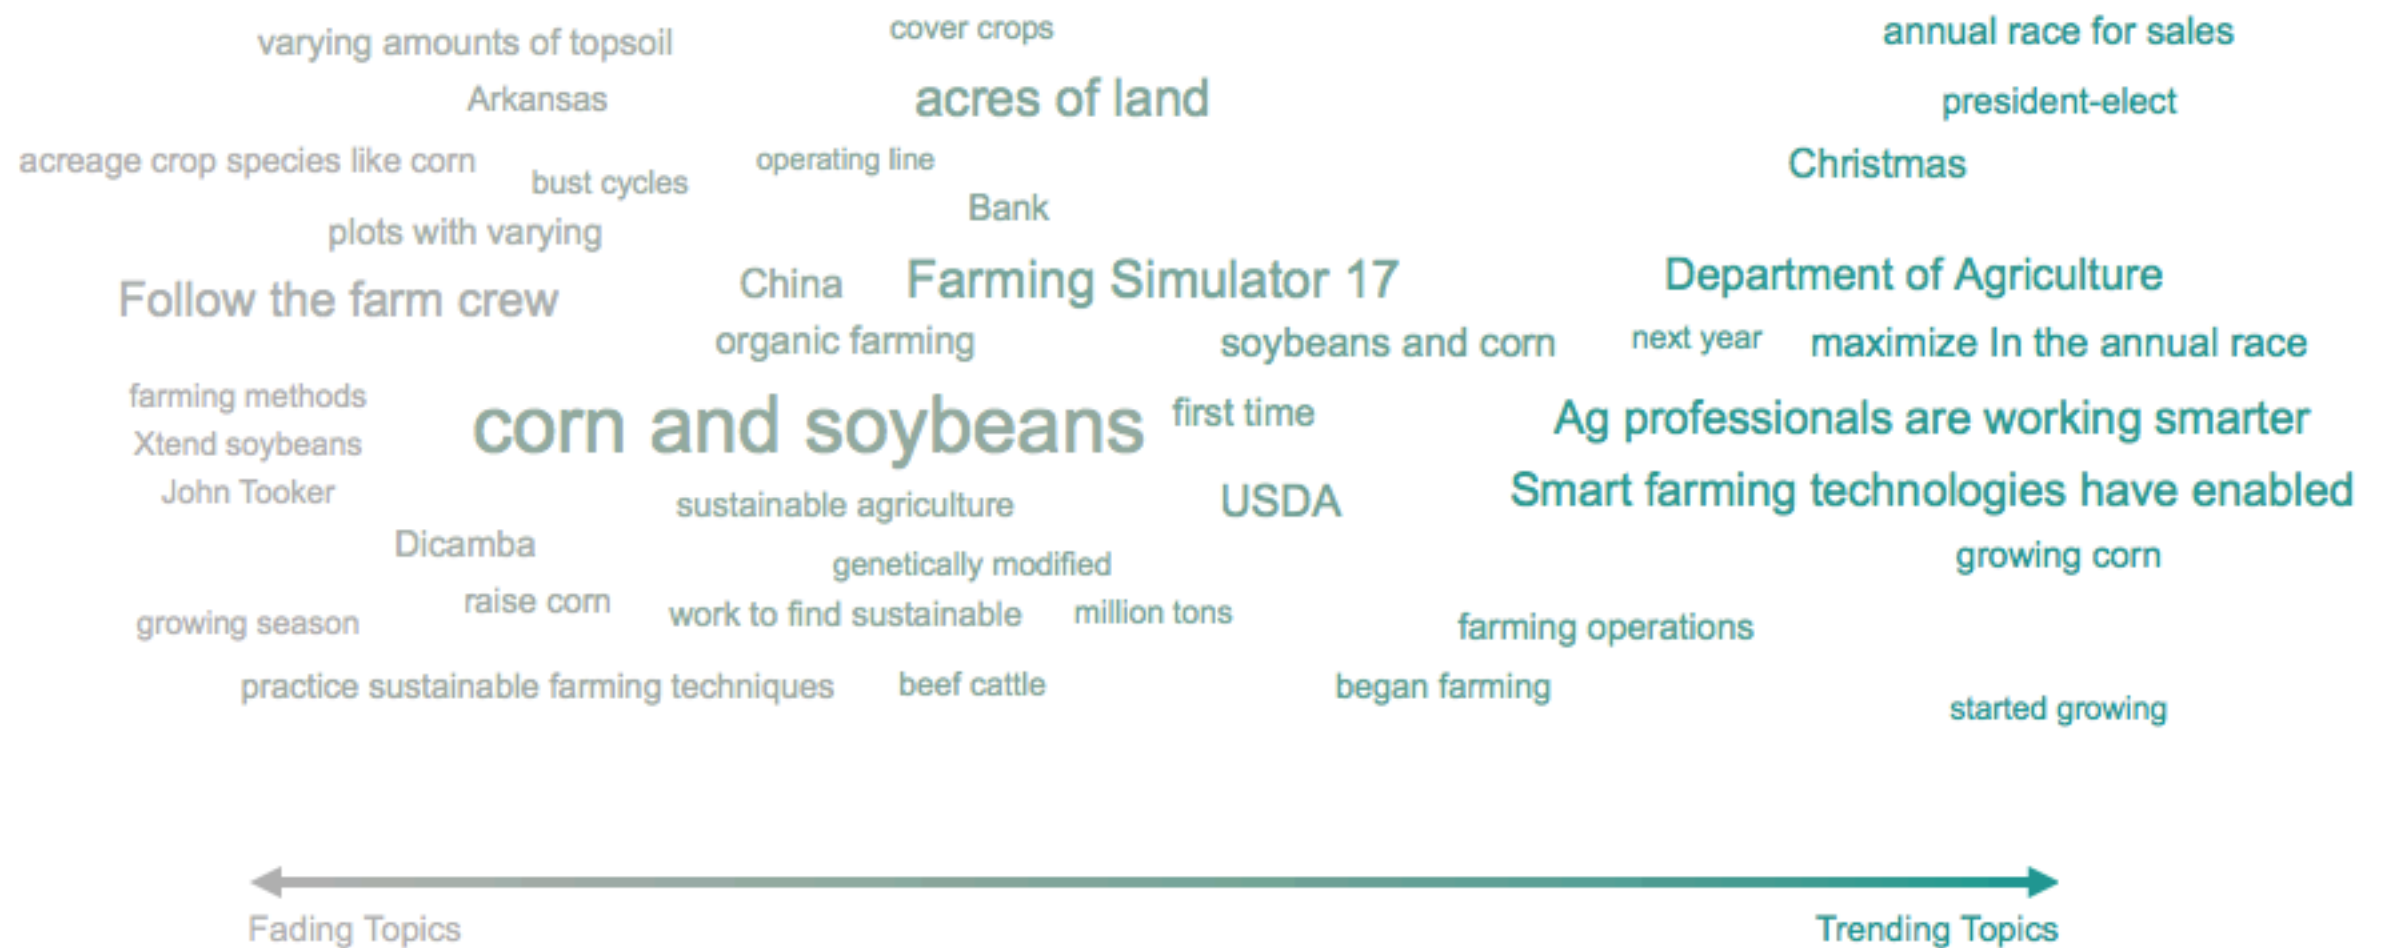 varying amounts of topsoil
cover crops
annual race for sales
Arkansas
acres of land
president-elect
acreage crop species like corn
bust cycles
operating line
Christmas
Bank
plots with varying
Follow the farm crew
China
Farming Simulator 17
Department of Agriculture
organic farming
soybeans and corn
next year
maximize In the annual race
farming methods
corn and soybeans
first time
Ag professionals are working smarter
Xtend soybeans
John Tooker
sustainable agriculture
USDA
Smart farming technologies have enabled
Dicamba
genetically modified
growing corn
growing season
raise corn
work to find sustainable
million tons
farming operations
practice sustainable farming techniques
beef cattle
began farming
started growing
Fading Topics
Trending Topics